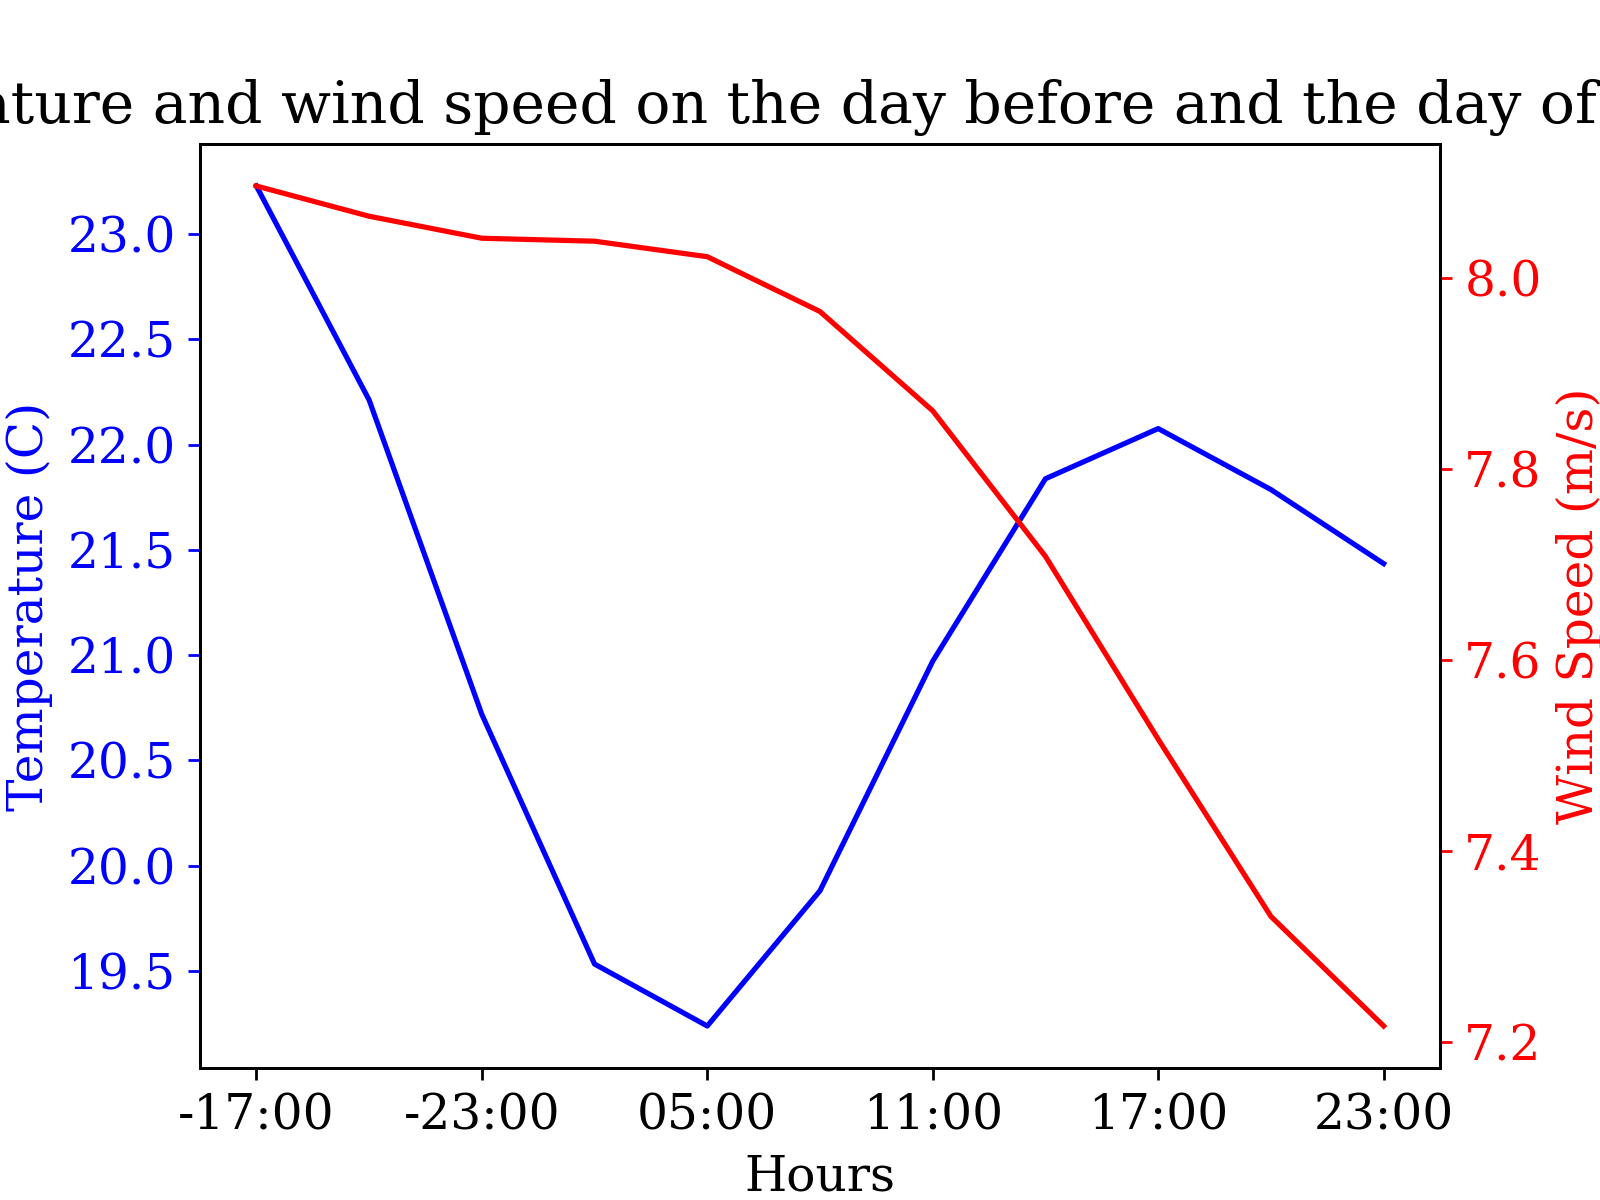 ature and wind speed on the day before and the day of
Temperature (C)
23.0
22.5
22.0
21.5
21.0
20.5
20.0
19.5
8.0
7.8
7.6
7.4
7.2
Wind Speed (m/s)
-17:00 -23:00 05:00 11:00 17:00 23:00
Hours